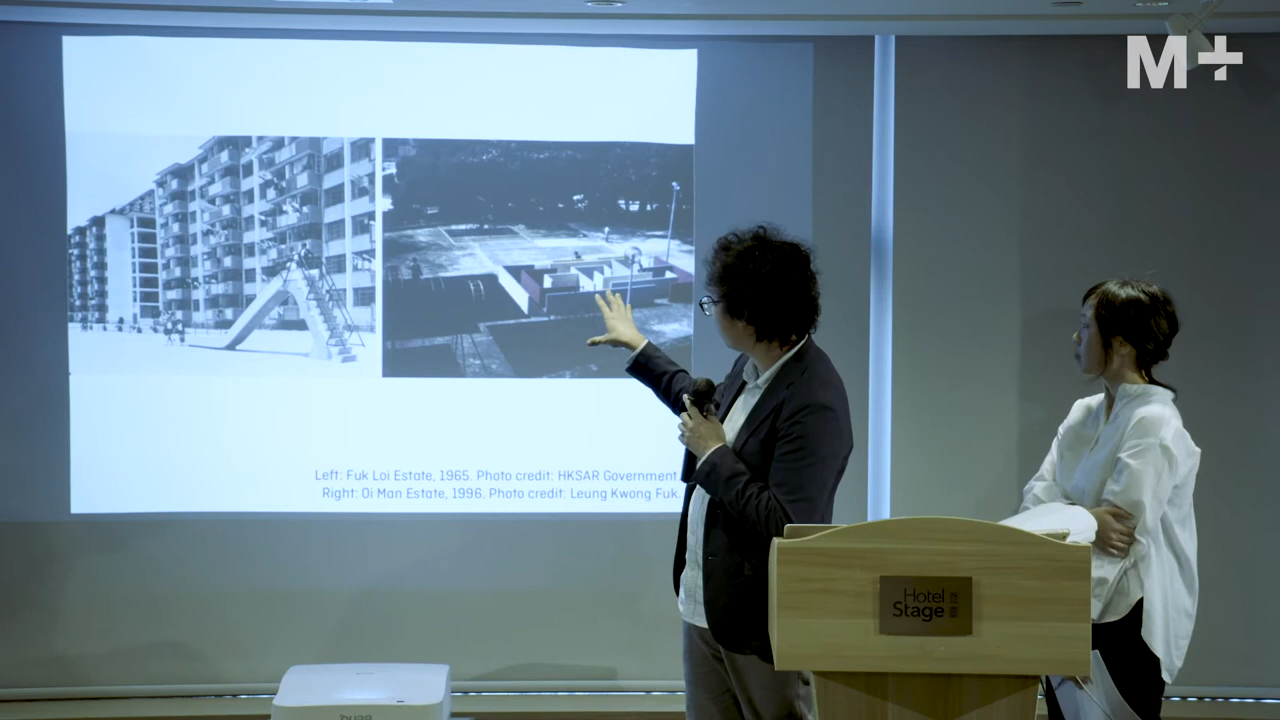 M+
Left: Fuk Loi Estate, 1965. Photo credit: HKSAR Government.
Right: Oi Man Estate, 1996. Photo credit: Leung Kwong Fuk.
Hotel
Stage
BenQ